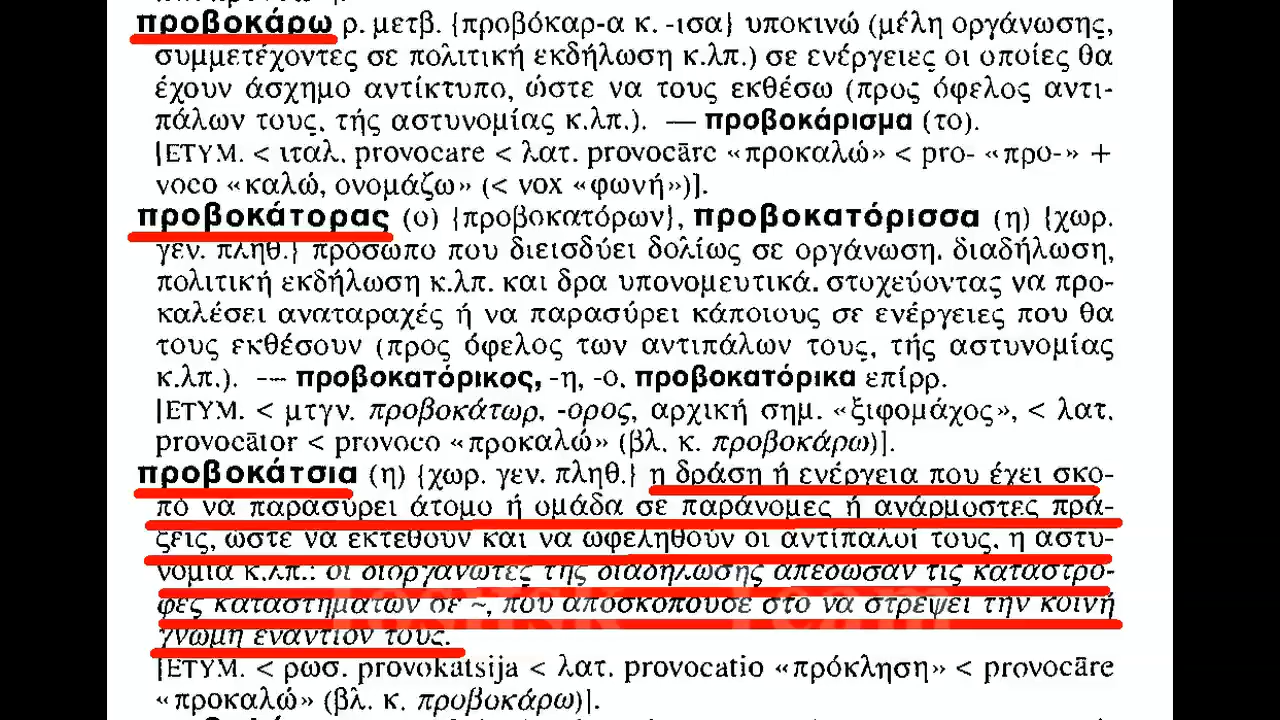 προβοκάρω ρ. μετβ. {προβόκαρ-α κ. -ισα} υποκινώ (μέλη οργάνωσης,
συμμετέχοντες σε πολιτική εκδήλωση κ.λπ.) σε ενέργειες οι οποίες θα
έχουν άσχημο αντίκτυπο, ώστε να τους εκθέσω (προς όφελος αντι-
πάλων τους, τής αστυνομίας κ.λπ.). — προβοκάρισμα (το).
[ΕΤΥΜ. < ιταλ. provocare < λατ. provocāre «προκαλώ» < pro- «προ-» +
voco «καλώ, ονομάζω» (< vox «φωνή»)].
προβοκάτορας (ο) {προβοκατόρων}, προβοκατόρισσα (η) {χωρ.
γεν. πληθ.} πρόσωπο που διεισδύει δολίως σε οργάνωση, διαδήλωση,
πολιτική εκδήλωση κ.λπ. και δρα υπονομευτικά, στοχεύοντας να προ-
καλέσει αναταραχές ή να παρασύρει κάποιους σε ενέργειες που θα
τους εκθέσουν (προς όφελος των αντιπάλων τους, τής αστυνομίας
κ.λπ.). — προβοκατόρικος, -η, -ο, προβοκατόρικα επίρρ.
[ΕΤΥΜ. < μτγν. προβοκάτωρ, -ορος, αρχική σημ. «ξιφομάχος», < λατ.
provocātor < provoco «προκαλώ» (βλ. κ. προβοκάρω)].
προβοκάτσια (η) {χωρ. γεν. πληθ.} η δράση ή ενέργεια που έχει σκο-
πό να παρασύρει άτομο ή ομάδα σε παράνομες ή ανάρμοστες πρά-
ξεις, ώστε να εκτεθούν και να ωφεληθούν οι αντίπαλοί τους, η αστυ-
νομία κ.λπ.: οι διοργανωτές τής διαδήλωσης απέδωσαν τις καταστρο-
φές καταστημάτων σε ~, που αποσκοπούσε στο να στρέψει την κοινή
γνώμη εναντίον τους.
[ΕΤΥΜ. < ρωσ. provokatsija < λατ. provocatio «πρόκληση» < provocāre
«προκαλώ» (βλ. κ. προβοκάρω)].